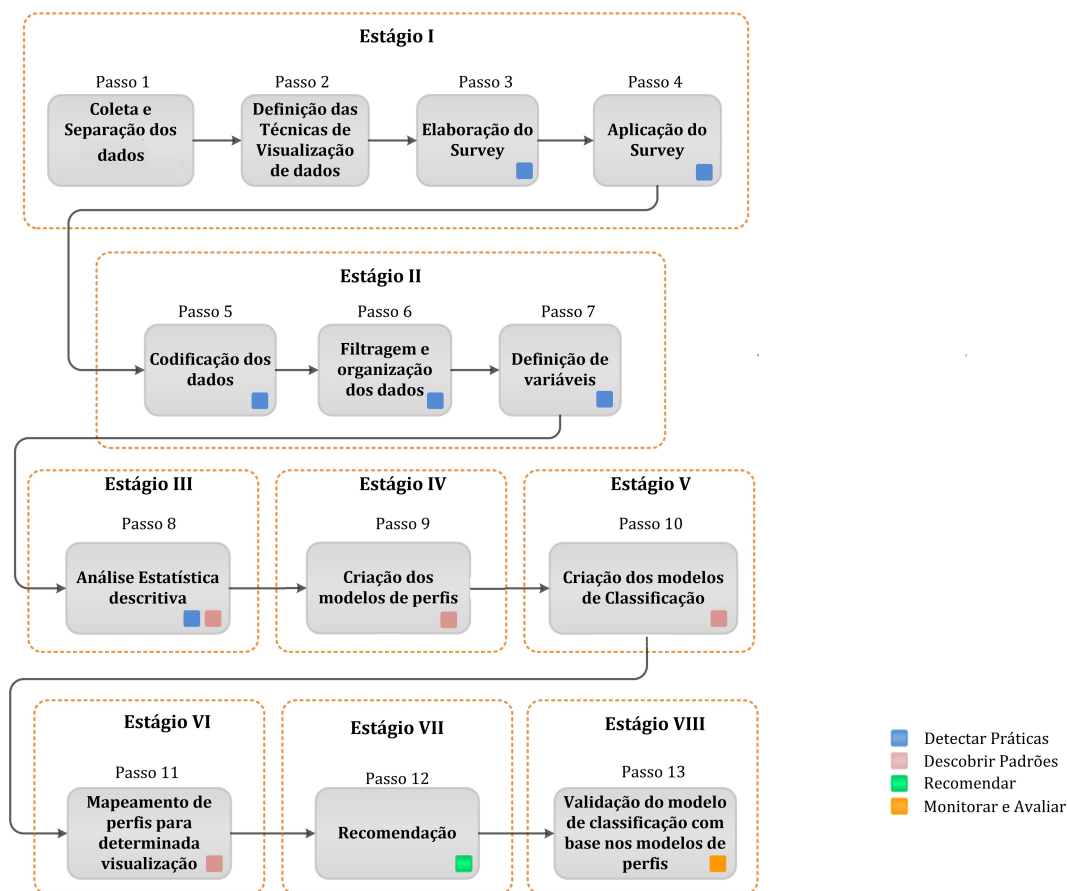 Estágio I
Passo 1
Coleta e
Separação dos
dados
Passo 2
Definição das
Técnicas de
Visualização
de dados
Passo 3
Elaboração do
Survey
Passo 4
Aplicação do
Survey
Estágio II
Passo 5
Codificação dos
dados
Passo 6
Filtragem e
organização
dos dados
Passo 7
Definição de
variáveis
Estágio III
Passo 8
Análise Estatística
descritiva
Estágio IV
Passo 9
Criação dos
modelos de perfis
Estágio V
Passo 10
Criação dos modelos
de Classificação
Estágio VI
Passo 11
Mapeamento de
perfis para
determinada
visualização
Estágio VII
Passo 12
Recomendação
Estágio VIII
Passo 13
Validação do modelo
de classificação com
base nos modelos de
perfis
Detectar Práticas
Descobrir Padrões
Recomendar
Monitorar e Avaliar